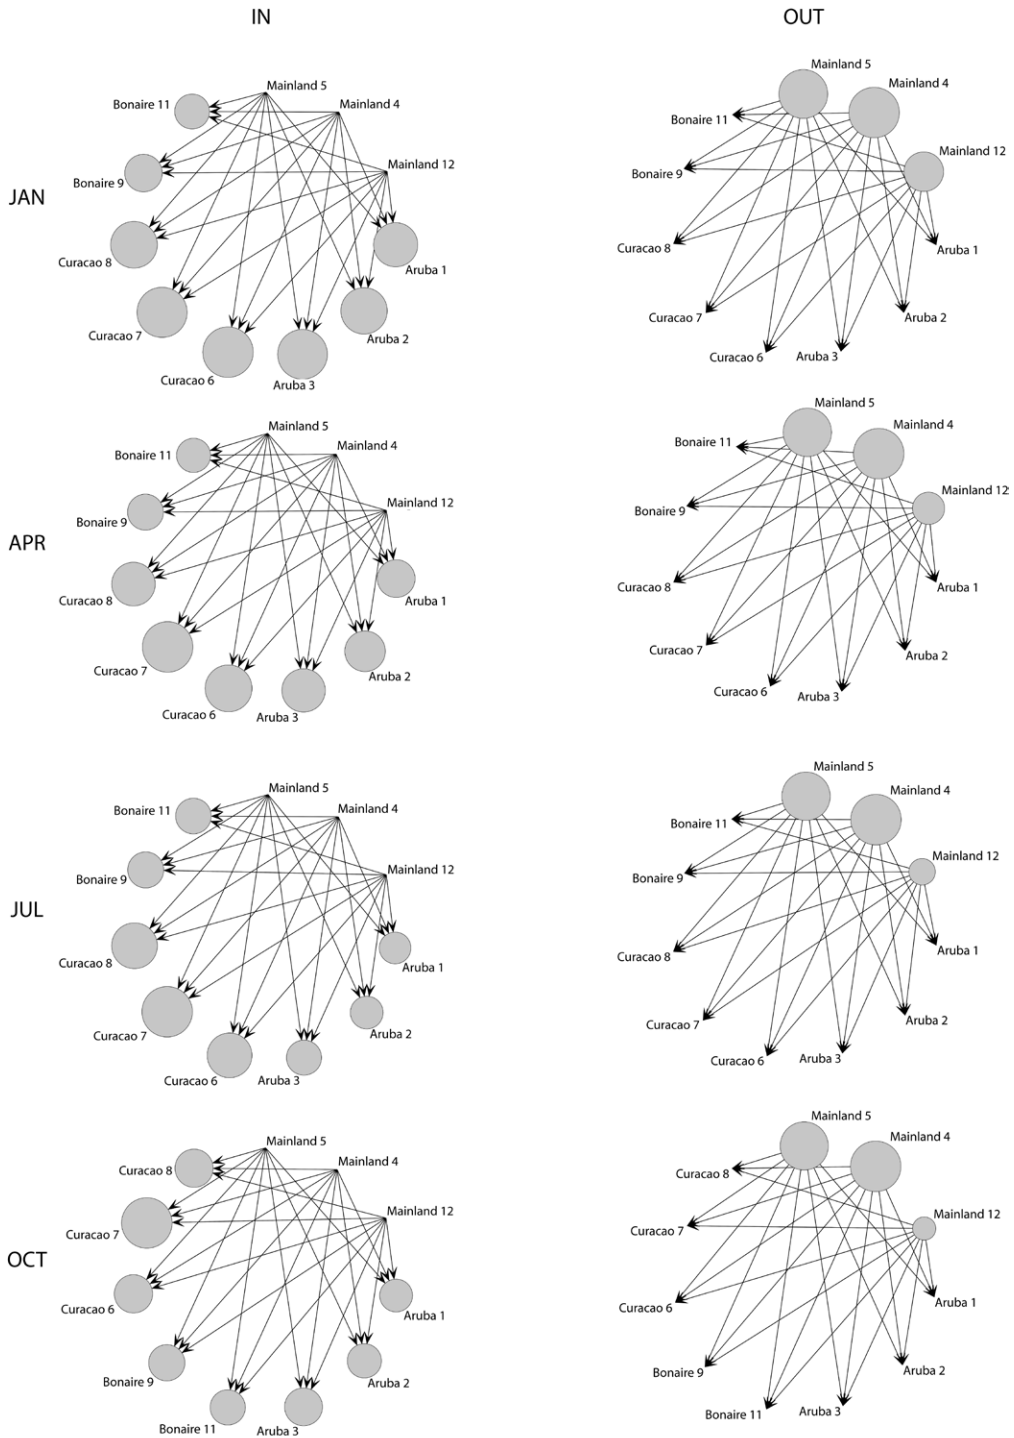 IN
OUT
JAN
Mainland 5
Bonaire 11
Mainland 4
Mainland 12
Bonaire 9
Curacao 8
Aruba 1
Curacao 7
Aruba 2
Curacao 6
Aruba 3
Mainland 5
Mainland 4
Bonaire 11
Mainland 12
Bonaire 9
Curacao 8
Aruba 1
Curacao 7
Aruba 2
Curacao 6
Aruba 3
APR
Mainland 5
Mainland 4
Bonaire 11
Mainland 12
Bonaire 9
Curacao 8
Aruba 1
Curacao 7
Aruba 2
Curacao 6
Aruba 3
Mainland 5
Mainland 4
Bonaire 11
Mainland 12
Bonaire 9
Curacao 8
Aruba 1
Curacao 7
Aruba 2
Curacao 6
Aruba 3
JUL
Mainland 5
Mainland 4
Bonaire 11
Mainland 12
Bonaire 9
Curacao 8
Aruba 1
Curacao 7
Aruba 2
Curacao 6
Aruba 3
Mainland 5
Mainland 4
Bonaire 11
Mainland 12
Bonaire 9
Curacao 8
Aruba 1
Curacao 7
Aruba 2
Curacao 6
Aruba 3
OCT
Mainland 5
Mainland 4
Curacao 8
Mainland 12
Curacao 7
Curacao 6
Aruba 1
Bonaire 9
Aruba 2
Bonaire 11
Aruba 3
Mainland 5
Mainland 4
Curacao 8
Mainland 12
Curacao 7
Curacao 6
Aruba 1
Bonaire 9
Aruba 2
Bonaire 11
Aruba 3